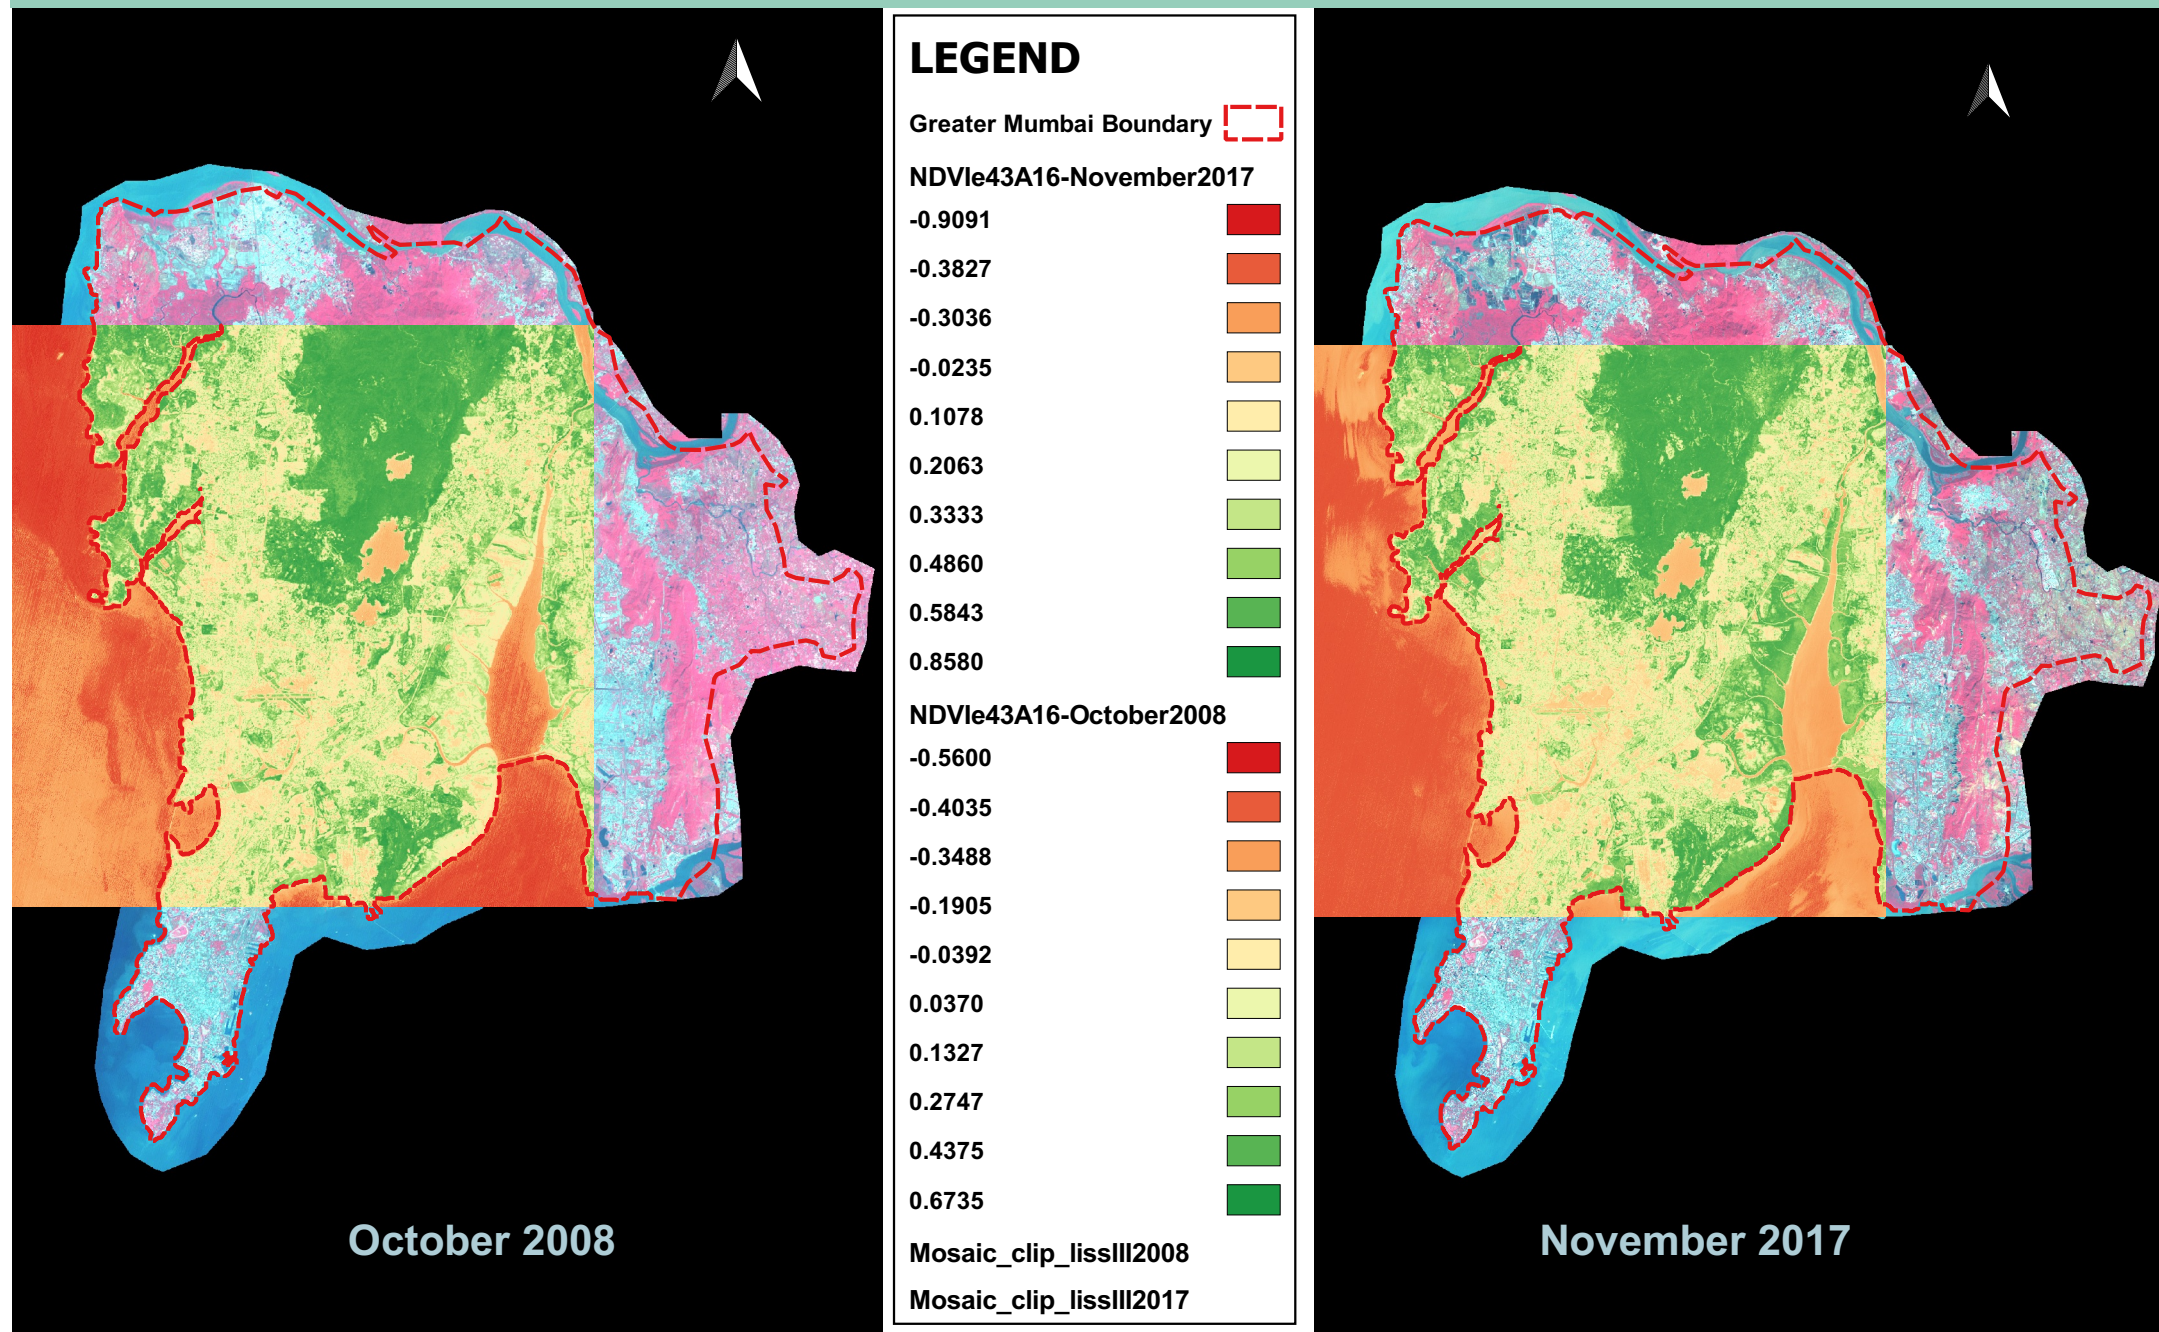 LEGEND
Greater Mumbai Boundary
NDVIe43A16-November2017
-0.9091
-0.3827
-0.3036
-0.0235
0.1078
0.2063
0.3333
0.4860
0.5843
0.8580
NDVIe43A16-October2008
-0.5600
-0.4035
-0.3488
-0.1905
-0.0392
0.0370
0.1327
0.2747
0.4375
0.6735
Mosaic_clip_lissIII2008
Mosaic_clip_lissIII2017
October 2008
November 2017